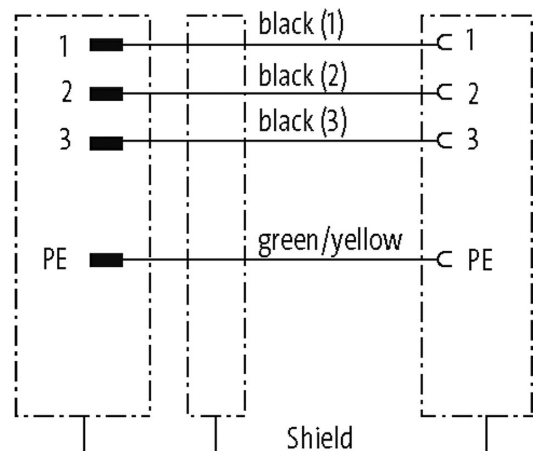 1 black (1) 1
2 black (2) 2
3 black (3) 3
PE green/yellow PE
Shield